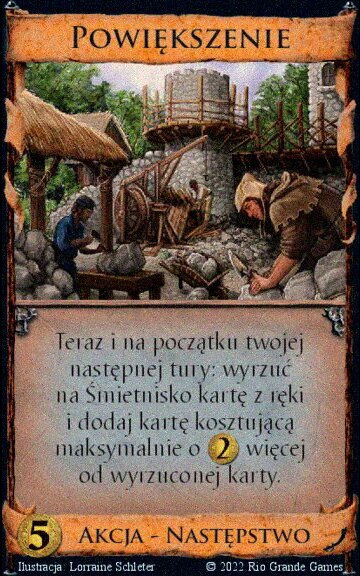 Powiększenie
Teraz i na początku twojej
następnej tury: wyrzuć
na Śmietnisko kartę z ręki
i dodaj kartę kosztującą
maksymalnie o 2 więcej
od wyrzuconej karty.
5 Akcja - Następstwo
Ilustracja: Lorraine Schleter © 2022 Rio Grande Games